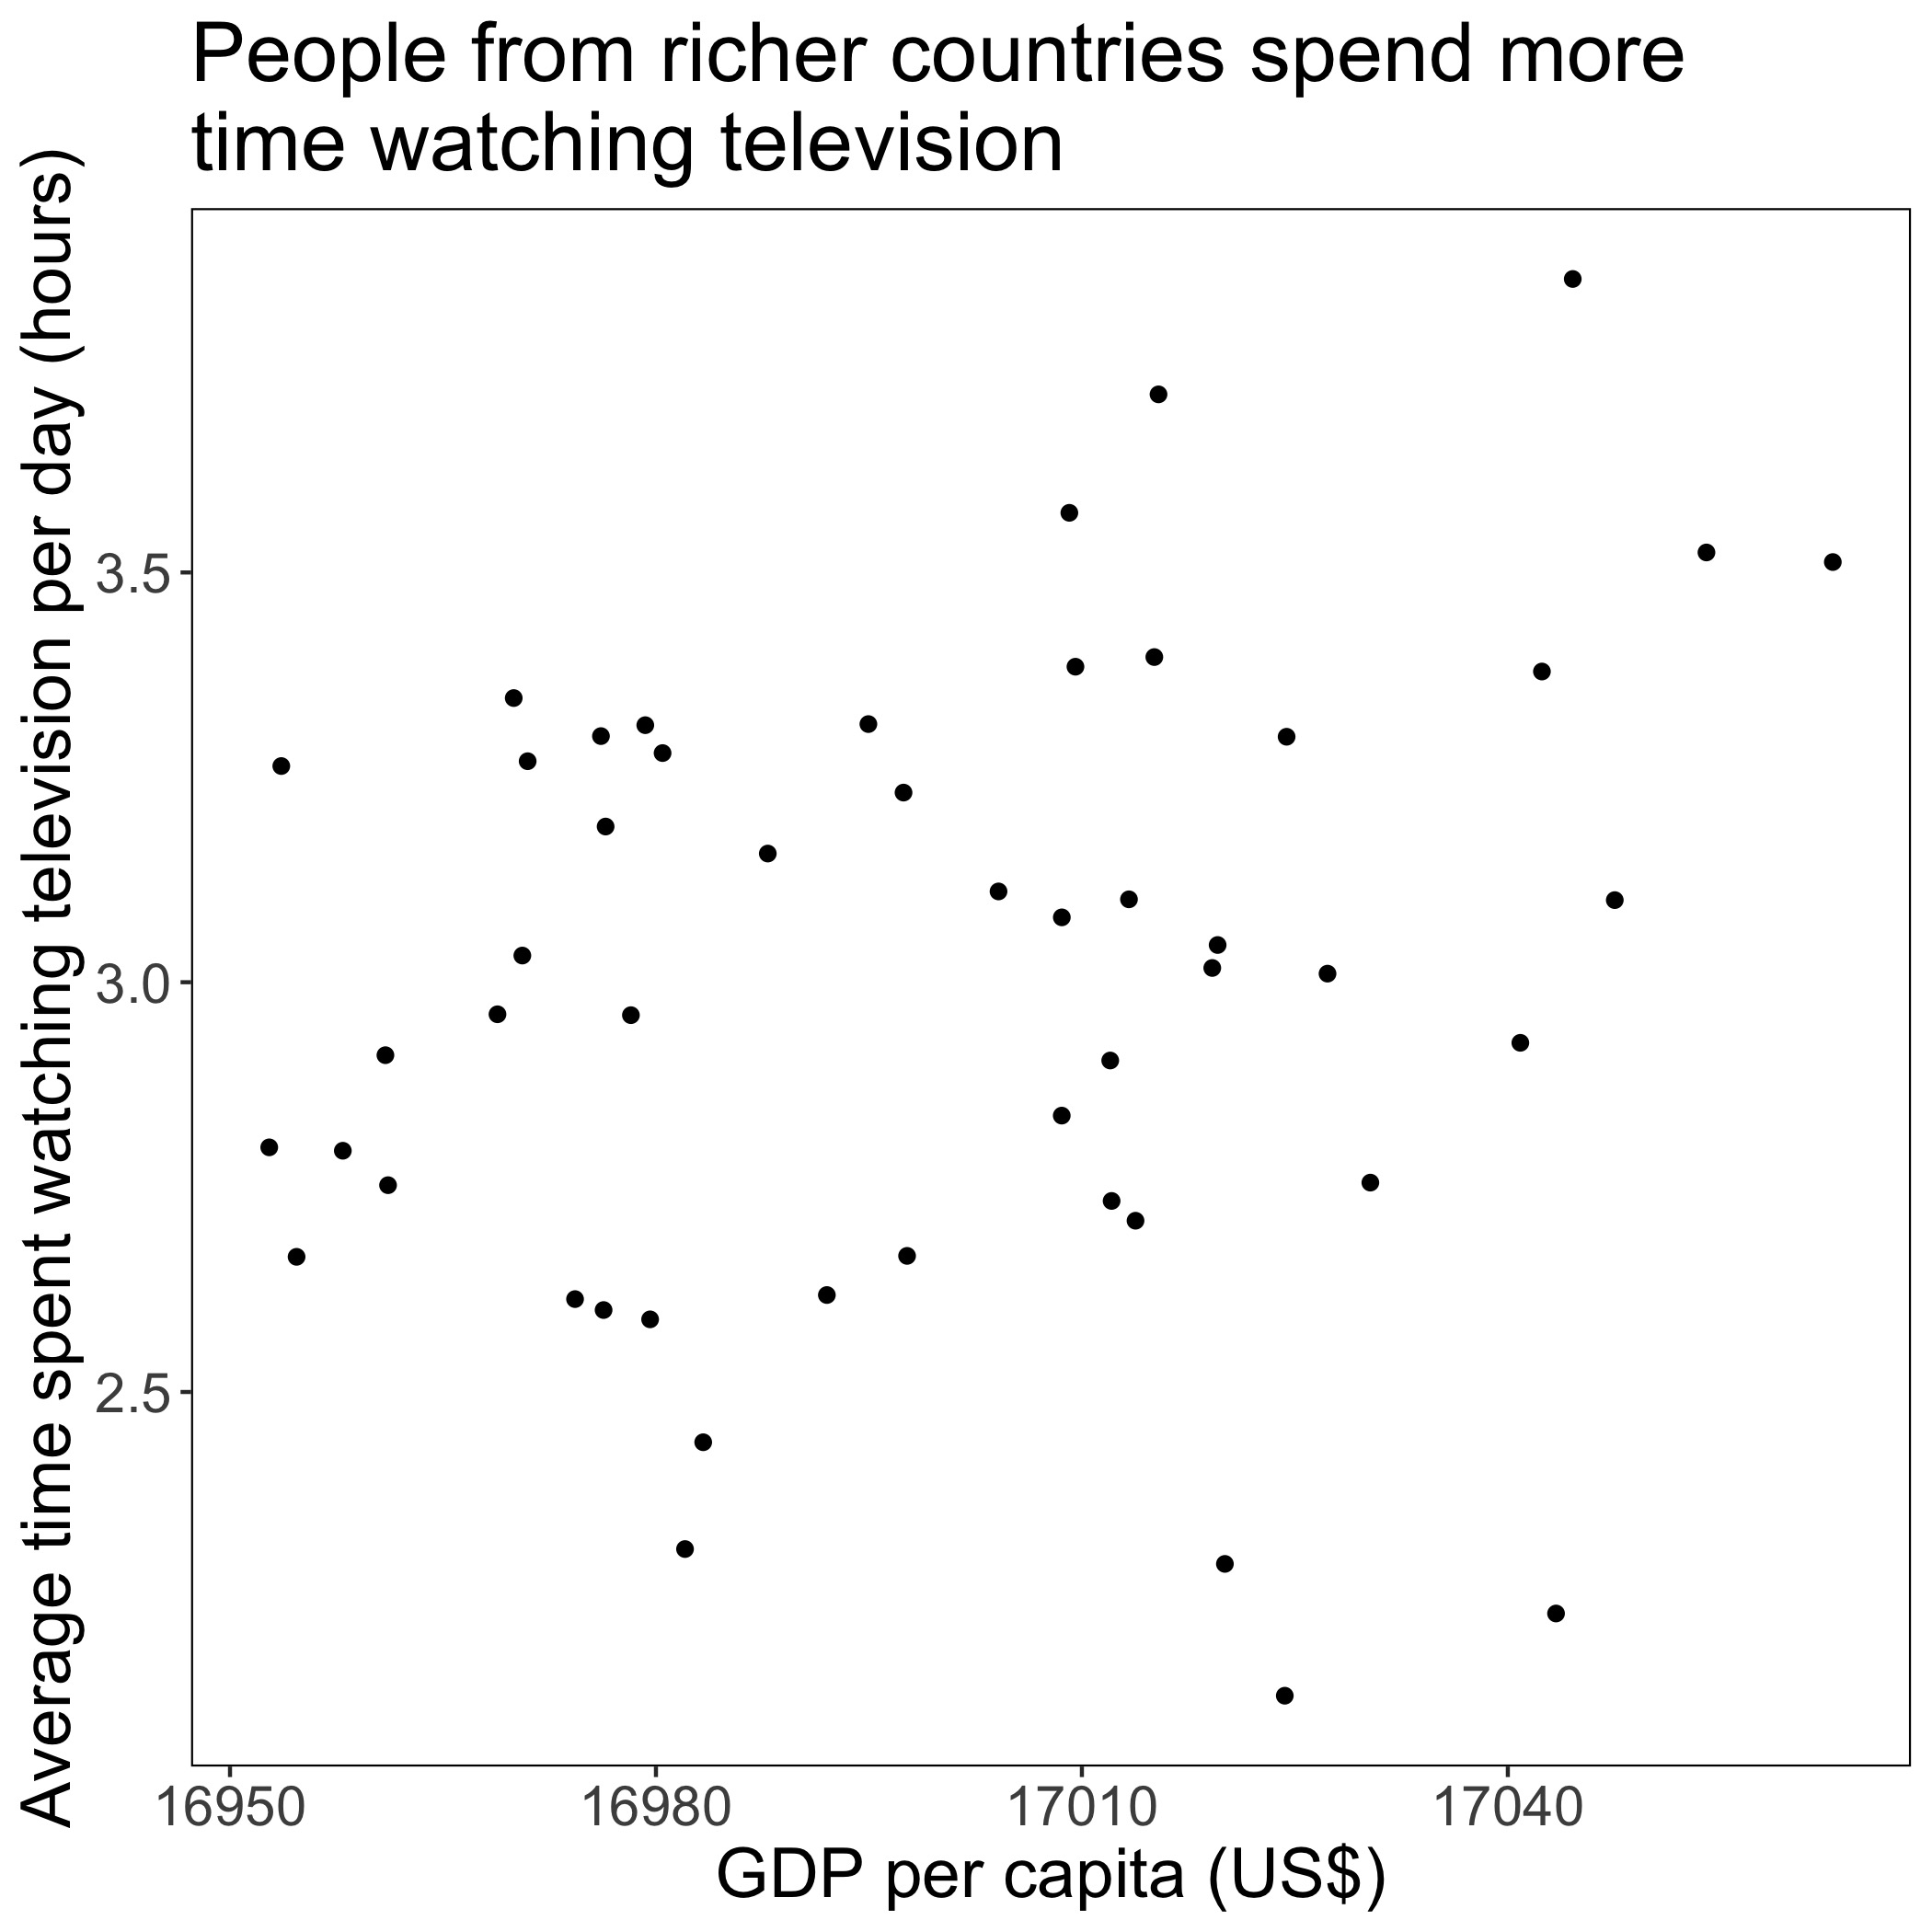 People from richer countries spend more
time watching television
Average time spent watching television per day (hours)
3.5
3.0
2.5
16950
16980
17010
17040
GDP per capita (US$)